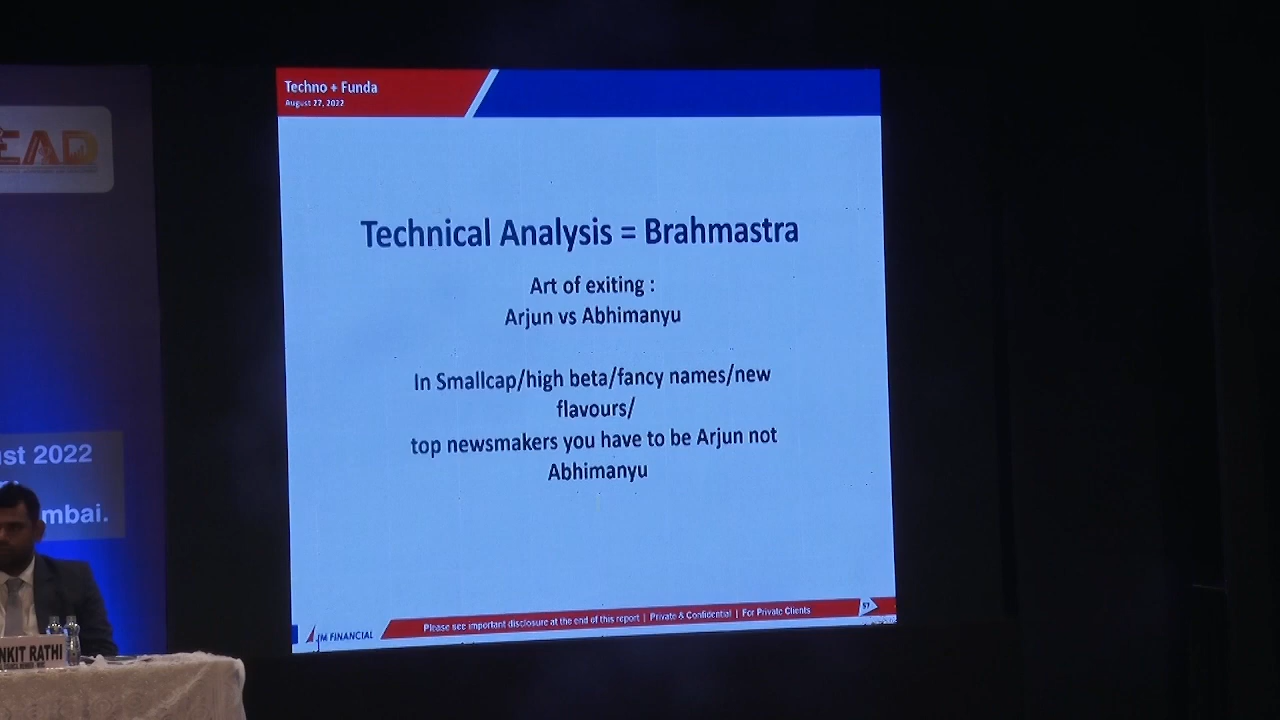 Techno + Funda
August 27, 2022
EAD
Technical Analysis = Brahmastra
Art of exiting :
Arjun vs Abhimanyu
In Smallcap/high beta/fancy names/new
flavours/
top newsmakers you have to be Arjun not
Abhimanyu
ust 2022
mbai.
NKIT RATHI
JM FINANCIAL
Please see important disclosure at the end of this report | Private & Confidential | For Private Clients
57